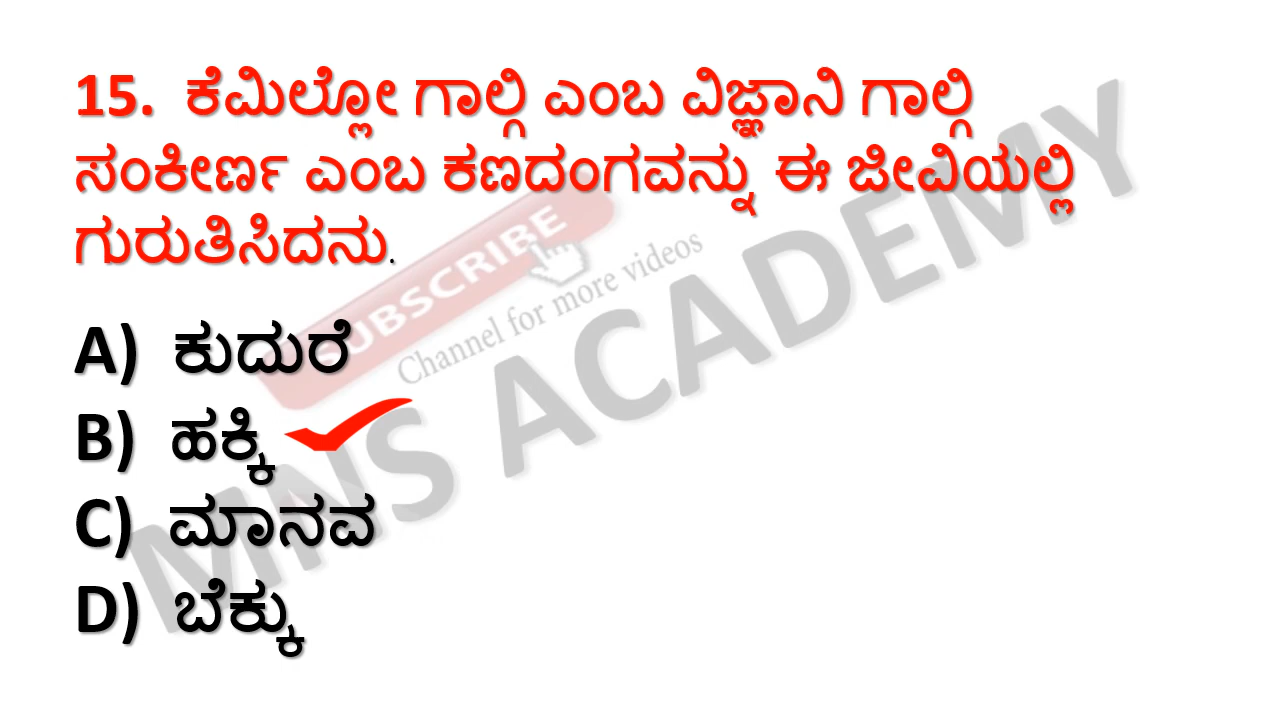 15. ಕೆಮಿಲ್ಲೋ ಗಾಲ್ಗಿ ಎಂಬ ವಿಜ್ಞಾನಿ ಗಾಲ್ಗಿ
ಸಂಕೀರ್ಣ ಎಂಬ ಕಣದಂಗವನ್ನು ಈ ಜೀವಿಯಲ್ಲಿ
ಗುರುತಿಸಿದನು.
A) ಕುದುರೆ
B) ಹಕ್ಕಿ
C) ಮಾನವ
D) ಬೆಕ್ಕು
SUBSCRIBE
Channel for more videos
MNS ACADEMY